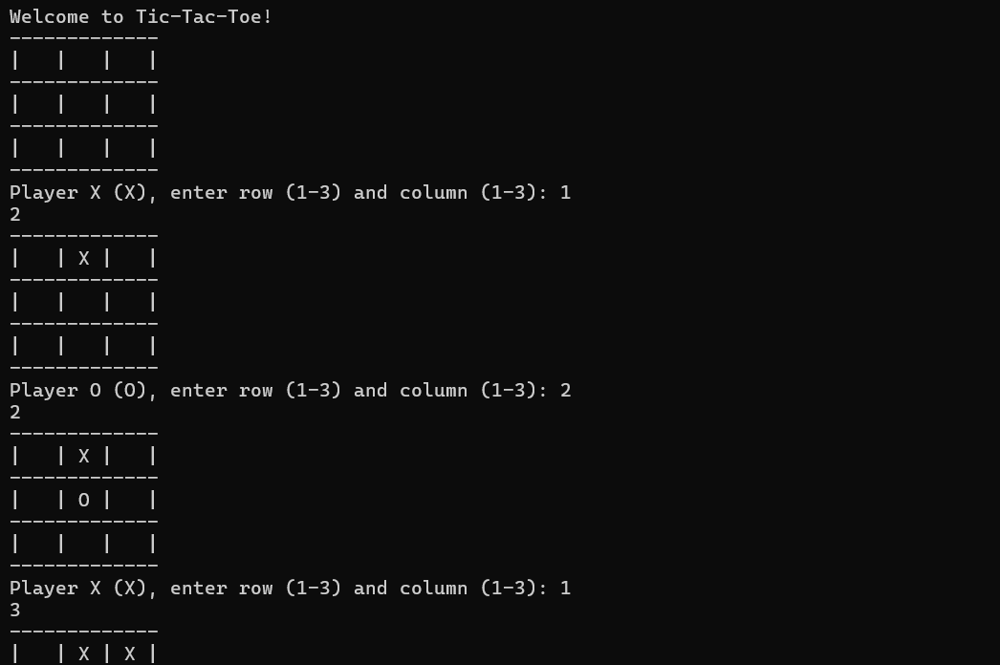 Welcome to Tic-Tac-Toe!
-------------
|   |   |   |
-------------
|   |   |   |
-------------
|   |   |   |
-------------
Player X (X), enter row (1-3) and column (1-3): 1
2
-------------
|   | X |   |
-------------
|   |   |   |
-------------
|   |   |   |
-------------
Player O (O), enter row (1-3) and column (1-3): 2
2
-------------
|   | X |   |
-------------
|   | O |   |
-------------
|   |   |   |
-------------
Player X (X), enter row (1-3) and column (1-3): 1
3
-------------
|   | X | X |